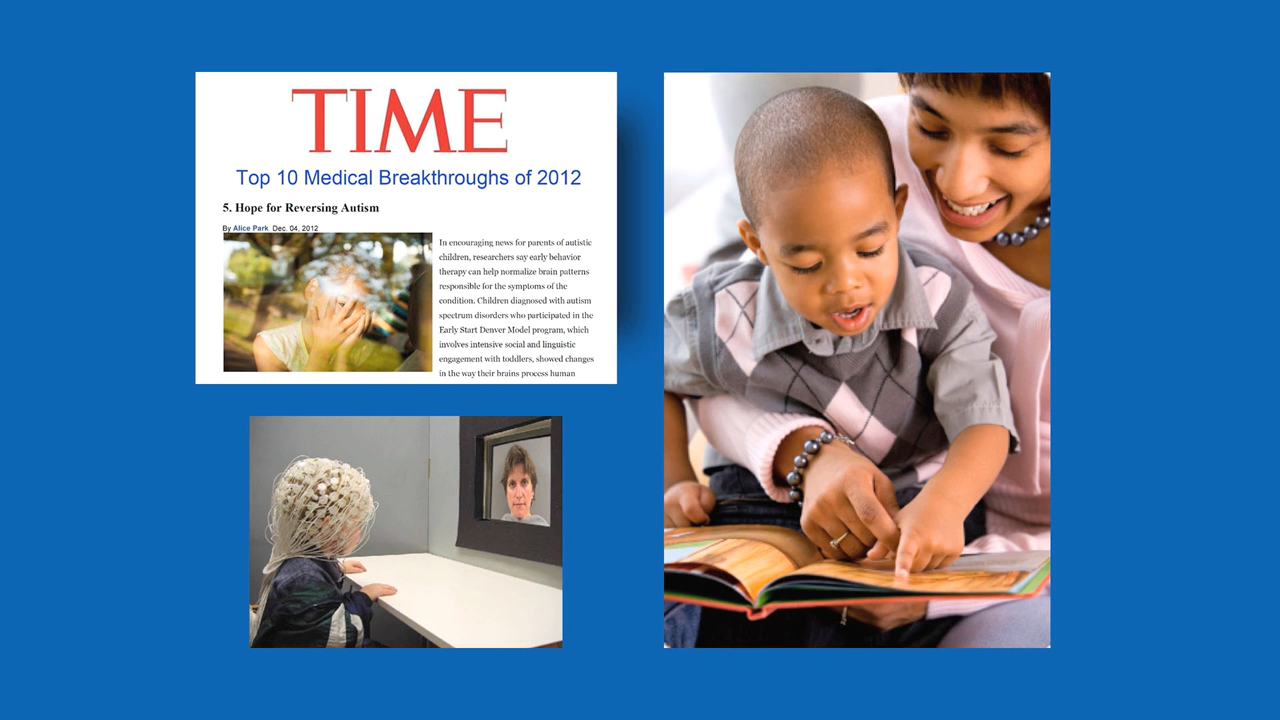 TIME
Top 10 Medical Breakthroughs of 2012
5. Hope for Reversing Autism
By Alice Park Dec. 04, 2012
In encouraging news for parents of autistic
children, researchers say early behavior
therapy can help normalize brain patterns
responsible for the symptoms of the
condition. Children diagnosed with autism
spectrum disorders who participated in the
Early Start Denver Model program, which
involves intensive social and linguistic
engagement with toddlers, showed changes
in the way their brains process human